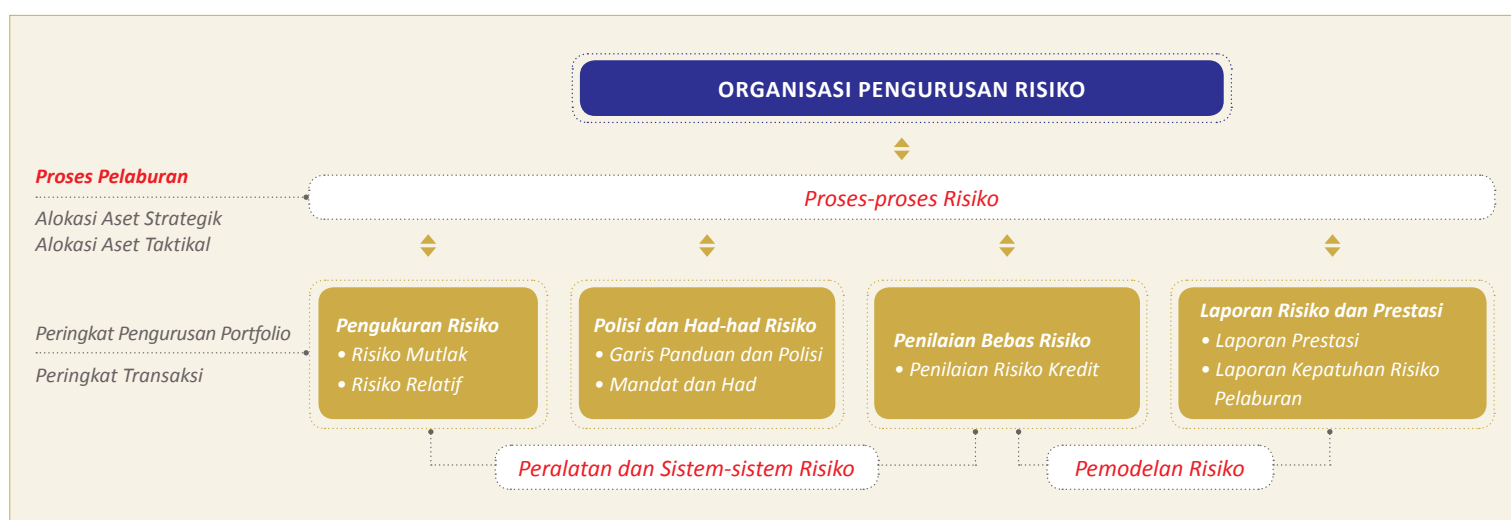 ORGANISASI PENGURUSAN RISIKO
Proses Pelaburan
Alokasi Aset Strategik
Alokasi Aset Taktikal
Proses-proses Risiko
Peringkat Pengurusan Portfolio
Peringkat Transaksi
Pengukuran Risiko
• Risiko Mutlak
• Risiko Relatif
Polisi dan Had-had Risiko
• Garis Panduan dan Polisi
• Mandat dan Had
Penilaian Bebas Risiko
• Penilaian Risiko Kredit
Laporan Risiko dan Prestasi
• Laporan Prestasi
• Laporan Kepatuhan Risiko
Pelaburan
Peralatan dan Sistem-sistem Risiko
Pemodelan Risiko